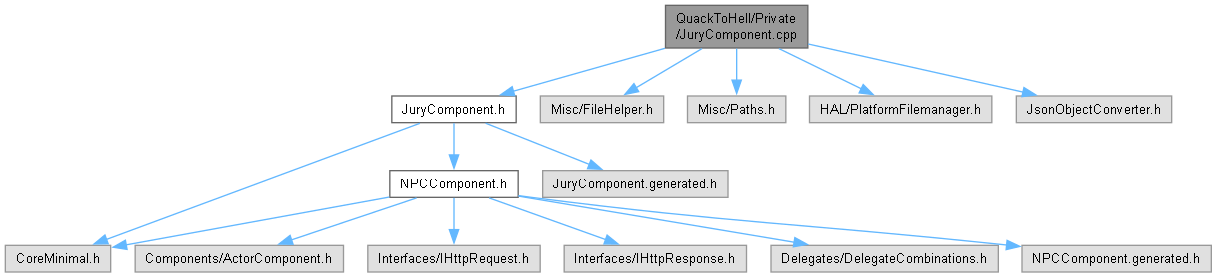 QuackToHell/Private
/JuryComponent.cpp
JuryComponent.h
Misc/FileHelper.h
Misc/Paths.h
HAL/PlatformFilemanager.h
JsonObjectConverter.h
NPCComponent.h
JuryComponent.generated.h
CoreMinimal.h
Components/ActorComponent.h
Interfaces/IHttpRequest.h
Interfaces/IHttpResponse.h
Delegates/DelegateCombinations.h
NPCComponent.generated.h